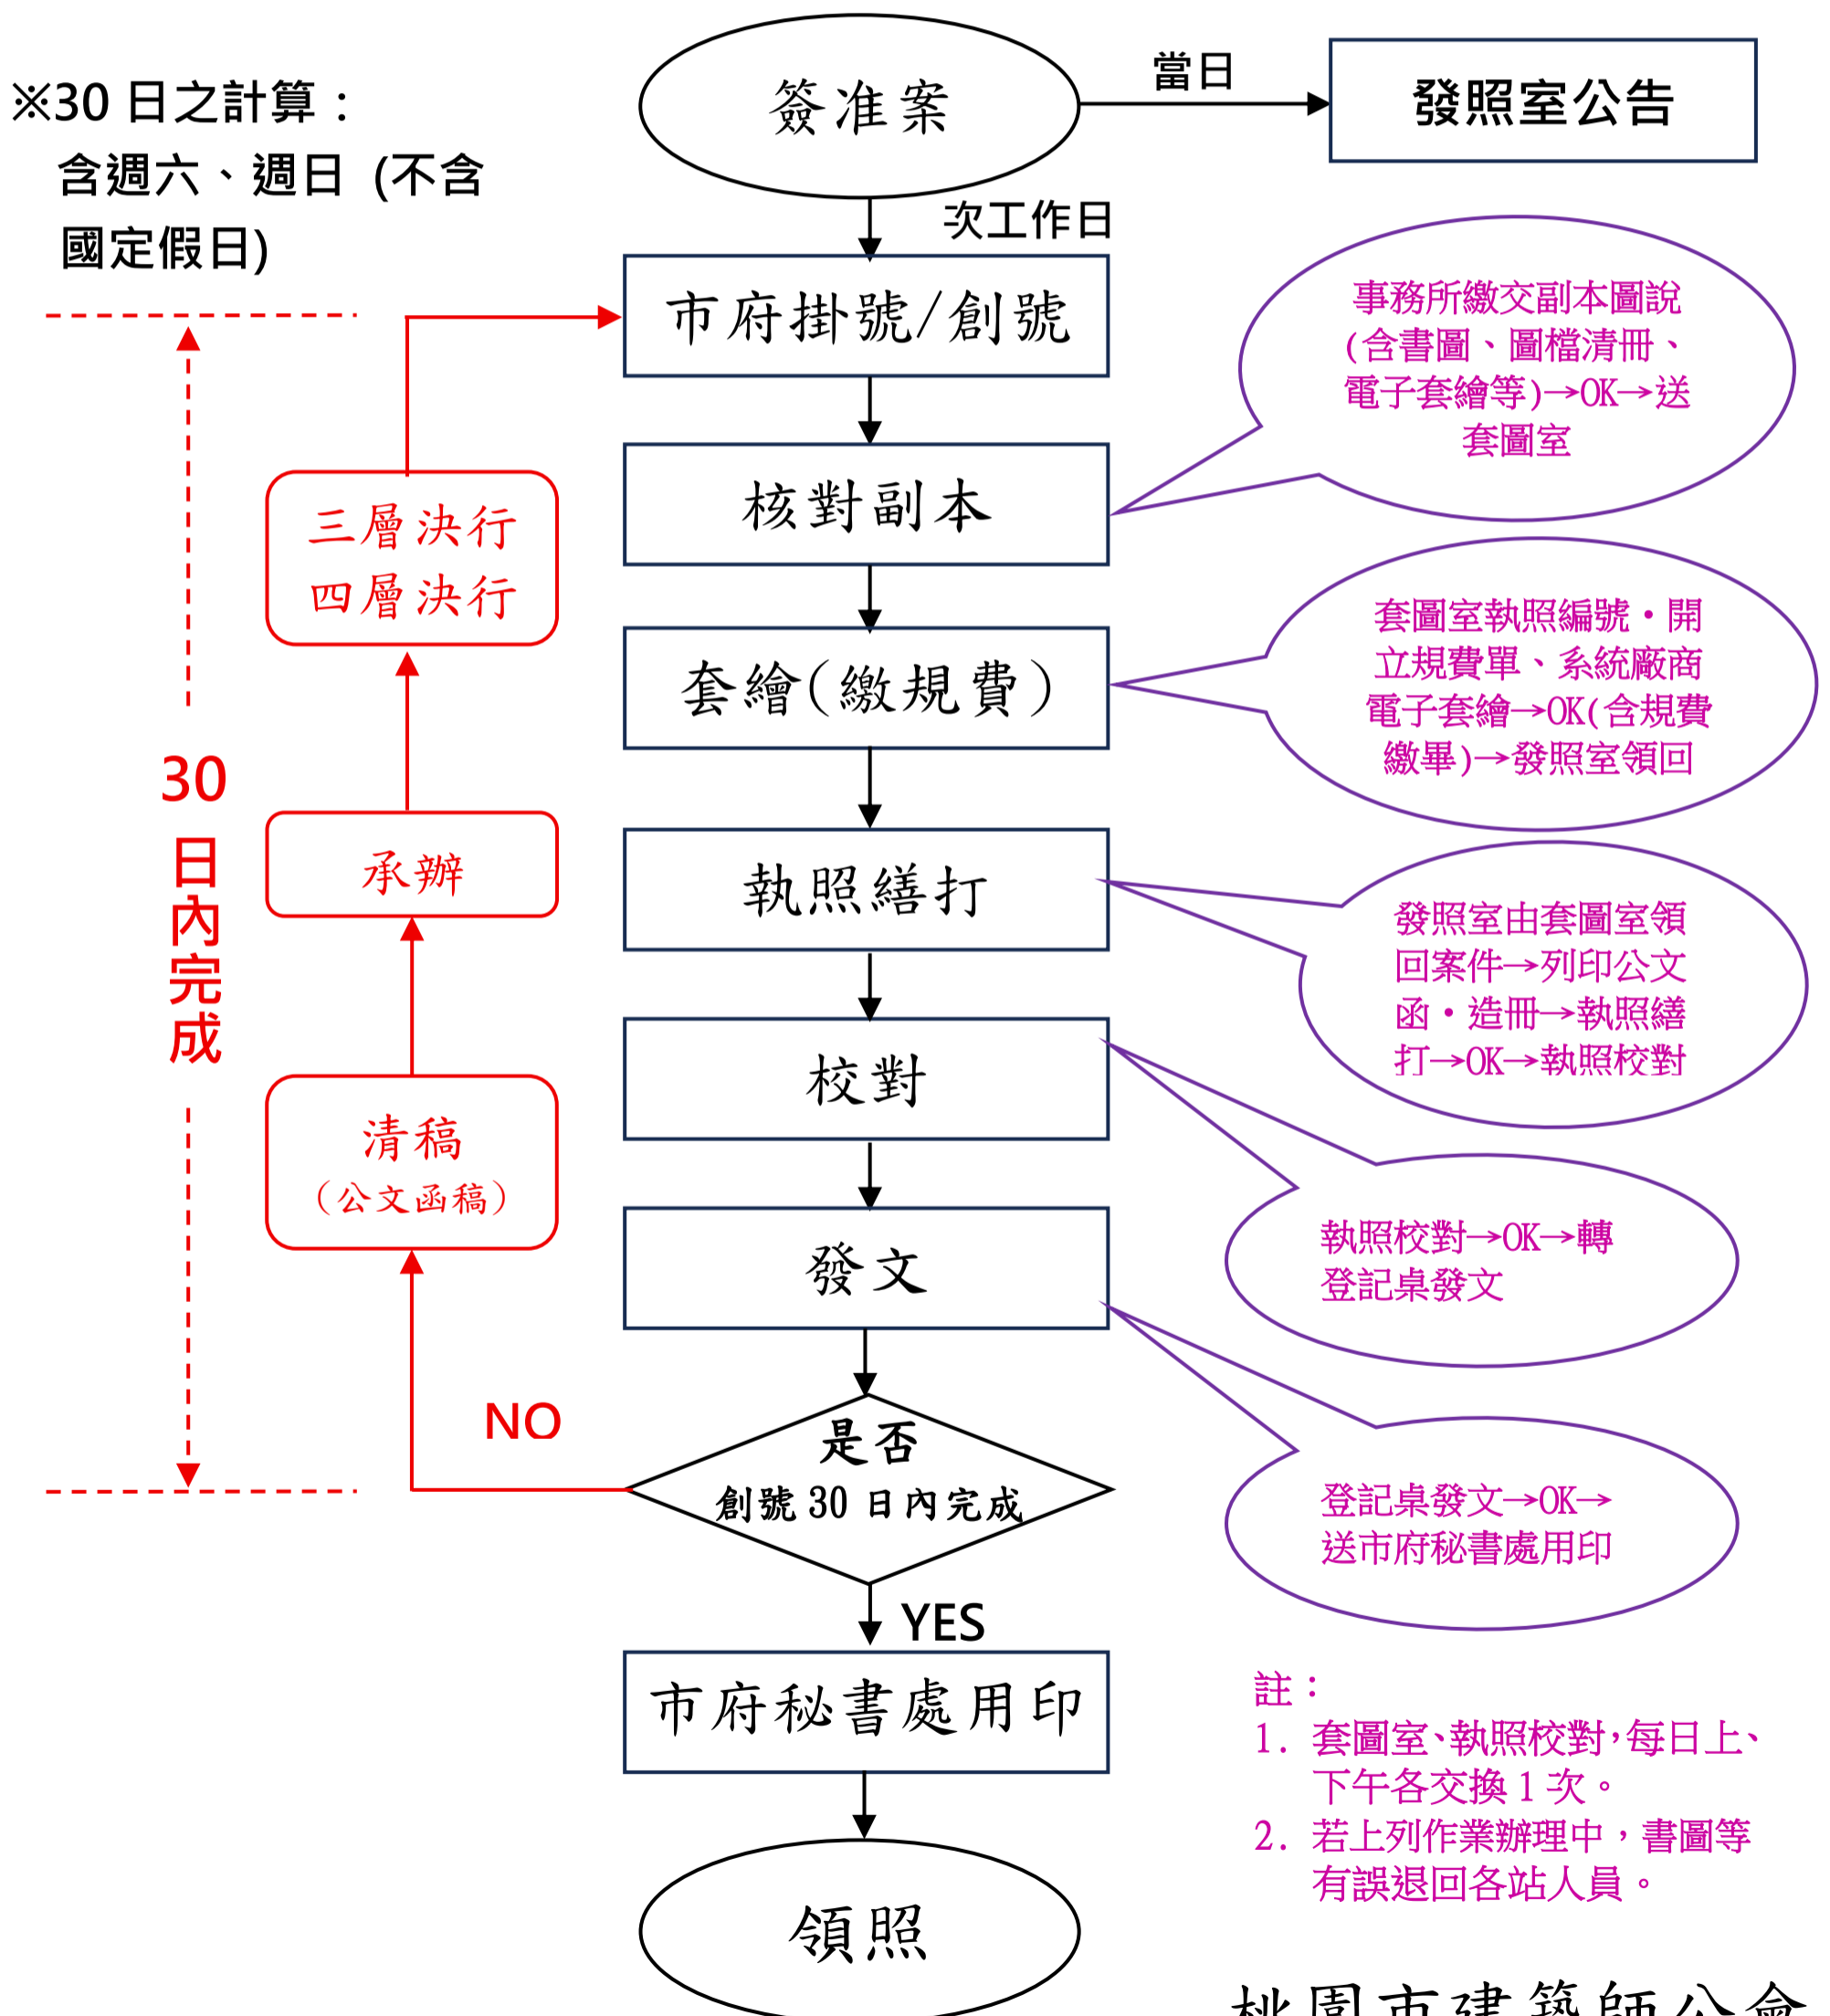 ※30 日之計算：
含週六、週日 (不含
國定假日)
簽准案
當日
發照室公告
次工作日
市府掛號/創號
事務所繳交副本圖說
(含書圖、圖檔清冊、
電子套繪等)→OK→送
套圖室
核對副本
三層決行
四層決行
套繪(繳規費)
套圖室執照編號‧開
立規費單、系統廠商
電子套繪→OK(含規費
繳畢)→發照室領回
30
日
內
完
成
承辦
執照繕打
發照室由套圖室領
回案件→列印公文
函‧造冊→執照繕
打→OK→執照校對
校對
清稿
(公文函稿)
執照校對→OK→轉
登記桌發文
發文
NO
是否
創號 30 日內完成
登記桌發文→OK→
送市府秘書處用印
YES
市府秘書處用印
註：
1. 套圖室、執照校對，每日上、
下午各交換 1 次。
2. 若上列作業辦理中，書圖等
有誤退回各站人員。
領照
桃園市建築師公會